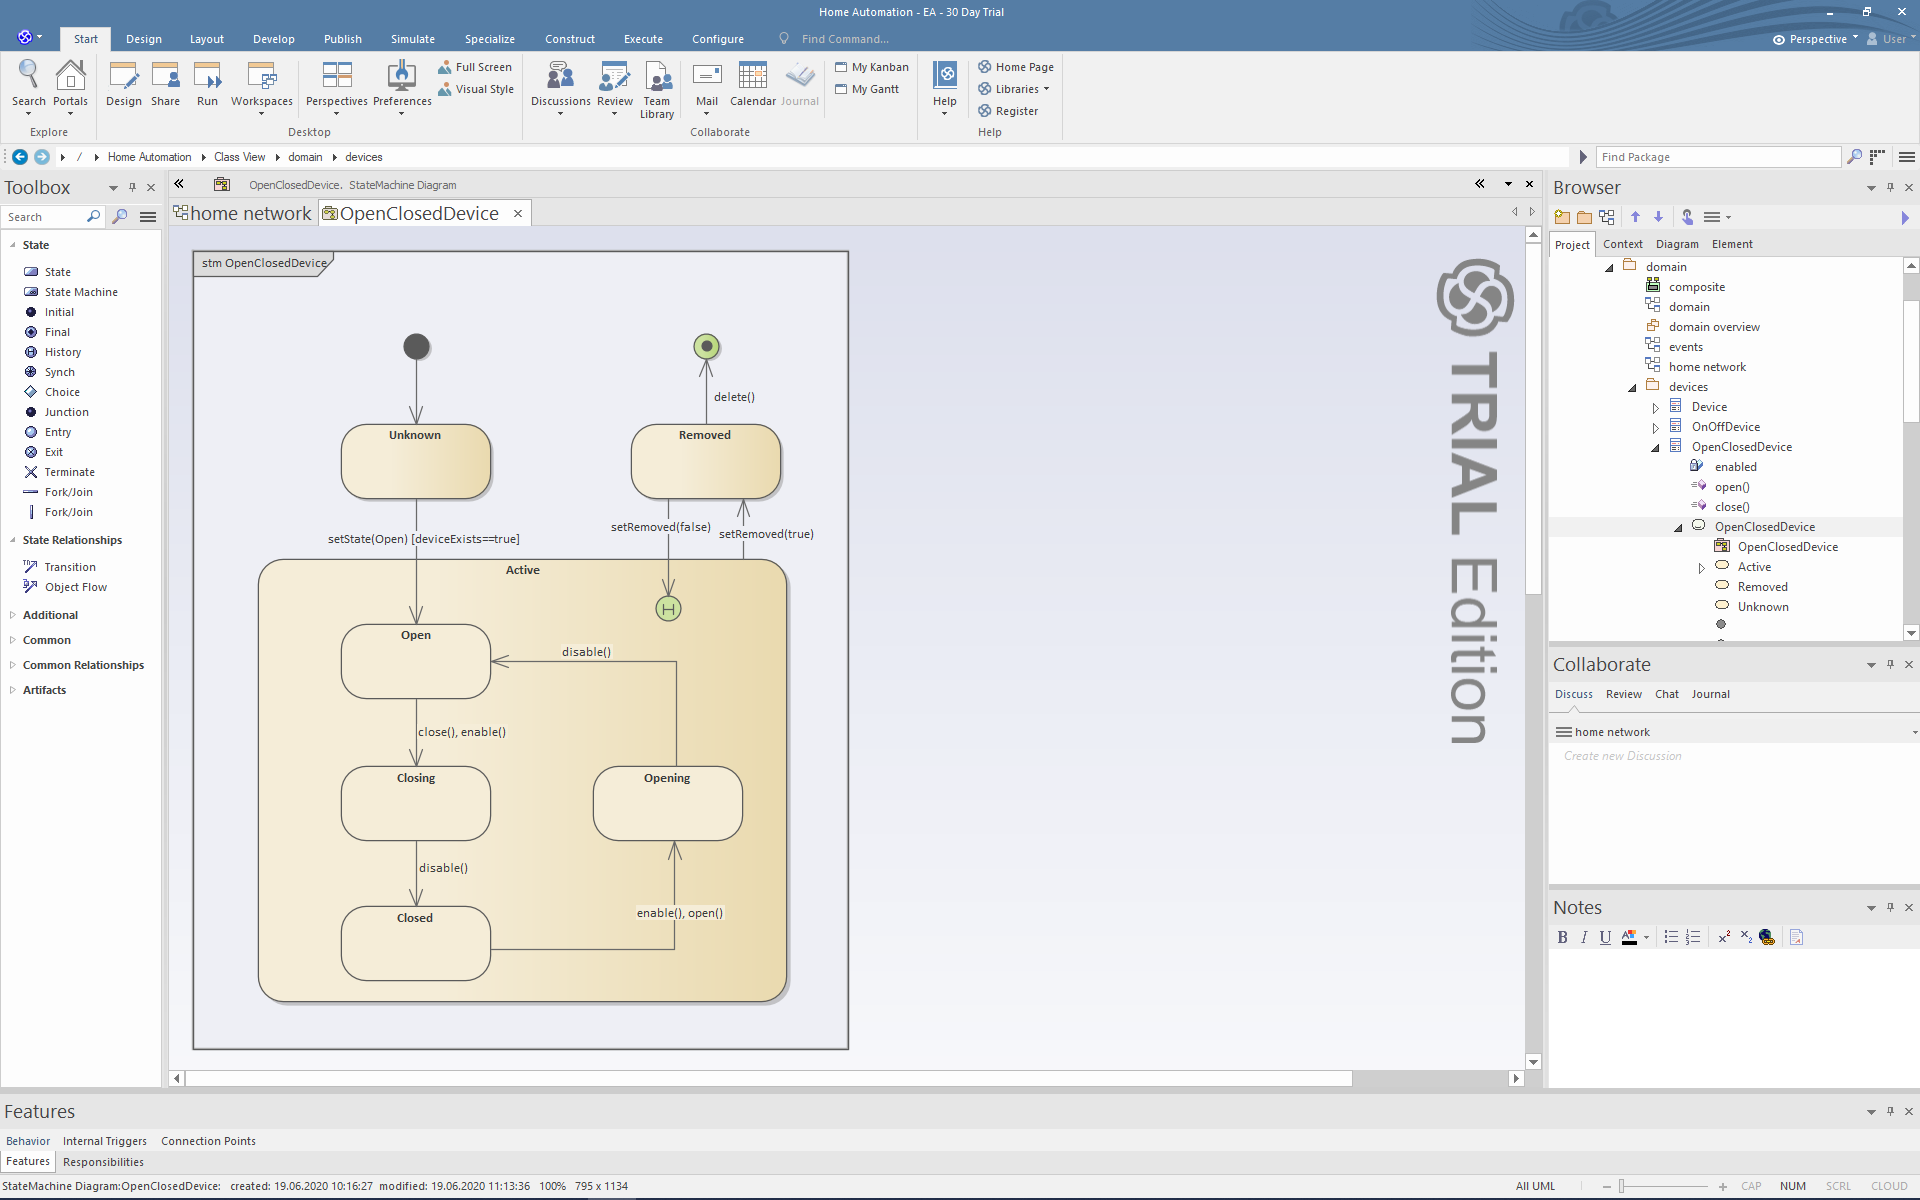 Home Automation - EA - 30 Day Trial
Start Design Layout Develop Publish Simulate Specialize Construct Execute Configure Find Command... Perspective User
Search Portals Design Share Run Workspaces Perspectives Preferences Full Screen Visual Style Discussions Review Team Library Mail Calendar Journal My Kanban My Gantt Help Home Page Libraries Register
Explore Desktop Collaborate Help
/ Home Automation Class View domain devices Find Package
Toolbox
Search
State
State
State Machine
Initial
Final
History
Synch
Choice
Junction
Entry
Exit
Terminate
Fork/Join
Fork/Join
State Relationships
Transition
Object Flow
Additional
Common
Common Relationships
Artifacts
OpenClosedDevice. StateMachine Diagram
home network OpenClosedDevice
stm OpenClosedDevice
delete()
Unknown
Removed
setRemoved(false)
setRemoved(true)
setState(Open) [deviceExists==true]
Active
H
Open
disable()
close(), enable()
Closing
Opening
disable()
enable(), open()
Closed
TRIAL Edition
Browser
Project Context Diagram Element
domain
composite
domain
domain overview
events
home network
devices
Device
OnOffDevice
OpenClosedDevice
enabled
open()
close()
OpenClosedDevice
OpenClosedDevice
Active
Removed
Unknown
Collaborate
Discuss Review Chat Journal
home network
Create new Discussion
Notes
B I U A x² x₂
Features
Behavior Internal Triggers Connection Points
Features Responsibilities
StateMachine Diagram:OpenClosedDevice: created: 19.06.2020 10:16:27 modified: 19.06.2020 11:13:36 100% 795 x 1134
All UML CAP NUM SCRL CLOUD